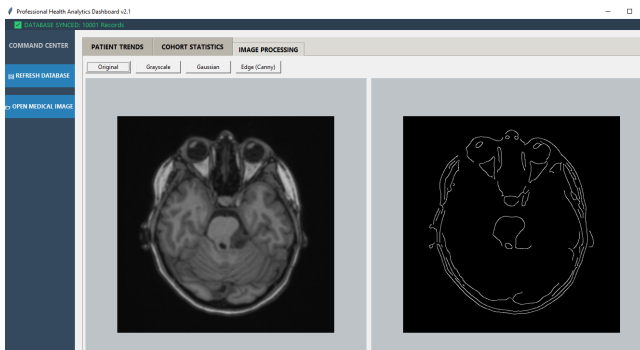 Professional Health Analytics Dashboard v2.1
DATABASE SYNCED: 10001 Records
COMMAND CENTER
REFRESH DATABASE
OPEN MEDICAL IMAGE
PATIENT TRENDS
COHORT STATISTICS
IMAGE PROCESSING
Original
Grayscale
Gaussian
Edge (Canny)